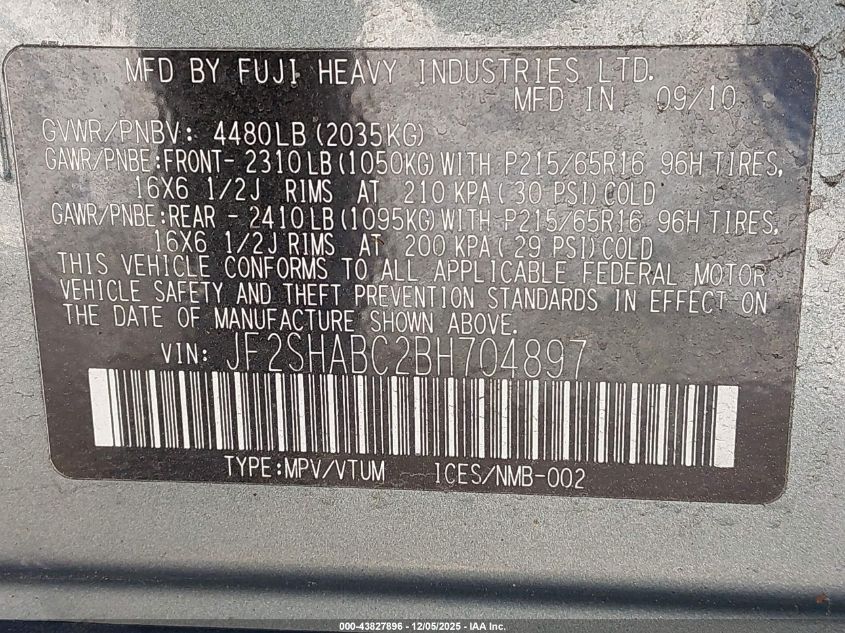 MFD BY FUJI HEAVY INDUSTRIES LTD.
MFD IN 09/10
GVWR/PNBV: 4480LB (2035KG)
GAWR/PNBE:FRONT- 2310LB (1050KG) WITH P215/65R16 96H TIRES,
16X6 1/2J RIMS AT 210 KPA (30 PSI) COLD
GAWR/PNBE:REAR - 2410LB (1095KG) WITH P215/65R16 96H TIRES,
16X6 1/2J RIMS AT 200 KPA (29 PSI) COLD
THIS VEHICLE CONFORMS TO ALL APPLICABLE FEDERAL MOTOR
VEHICLE SAFETY AND THEFT PREVENTION STANDARDS IN EFFECT ON
THE DATE OF MANUFACTURE SHOWN ABOVE.
VIN: JF2SHABC2BH704897
TYPE:MPV/VTUM ICES/NMB-002
000-43827896 - 12/05/2025 - IAA Inc.